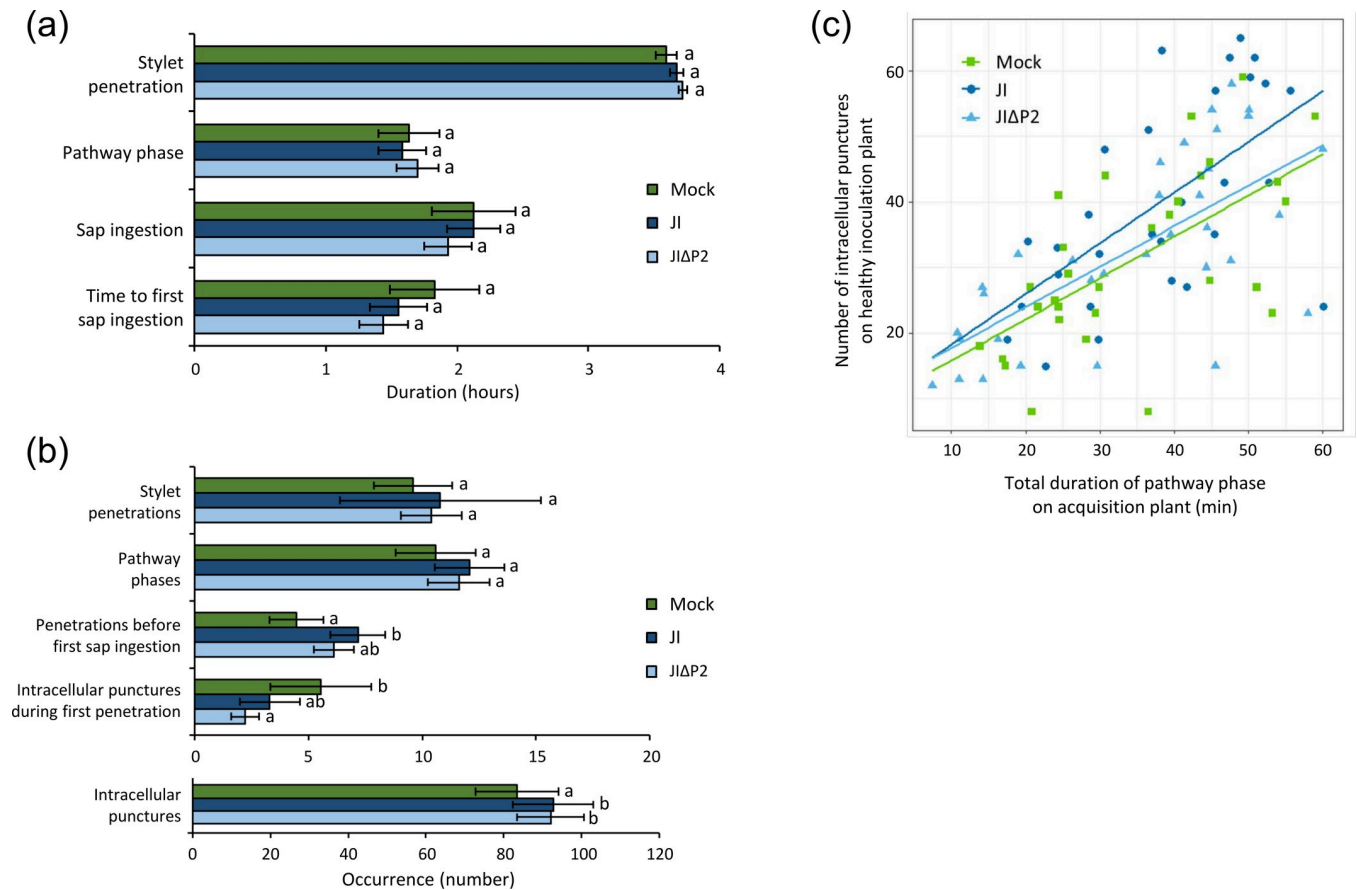 (a)
Stylet
penetration
a
a
a
Pathway phase
a
a
a
Sap ingestion
a
a
a
Time to first
sap ingestion
a
a
a
Mock
JI
JIΔP2
0 1 2 3 4
Duration (hours)
(b)
Stylet
penetrations
a
a
a
Pathway
phases
a
a
a
Penetrations before
first sap ingestion
a
b
ab
Intracellular punctures
during first penetration
b
ab
a
Mock
JI
JIΔP2
0 5 10 15 20
Intracellular
punctures
a
b
b
0 20 40 60 80 100 120
Occurrence (number)
(c)
Number of intracellular punctures
on healthy inoculation plant
60
40
20
Mock
JI
JIΔP2
10 20 30 40 50 60
Total duration of pathway phase
on acquisition plant (min)